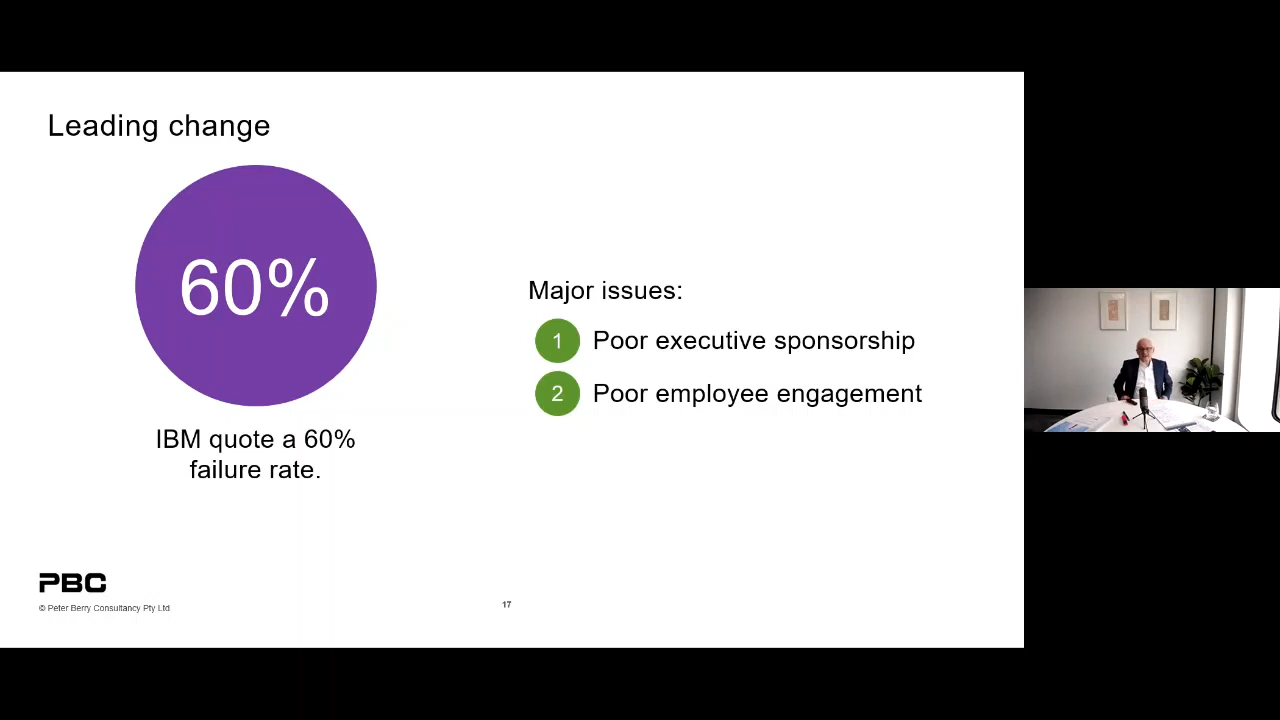 Leading change
60%
IBM quote a 60%
failure rate.
Major issues:
1 Poor executive sponsorship
2 Poor employee engagement
PBC
© Peter Berry Consultancy Pty Ltd
17